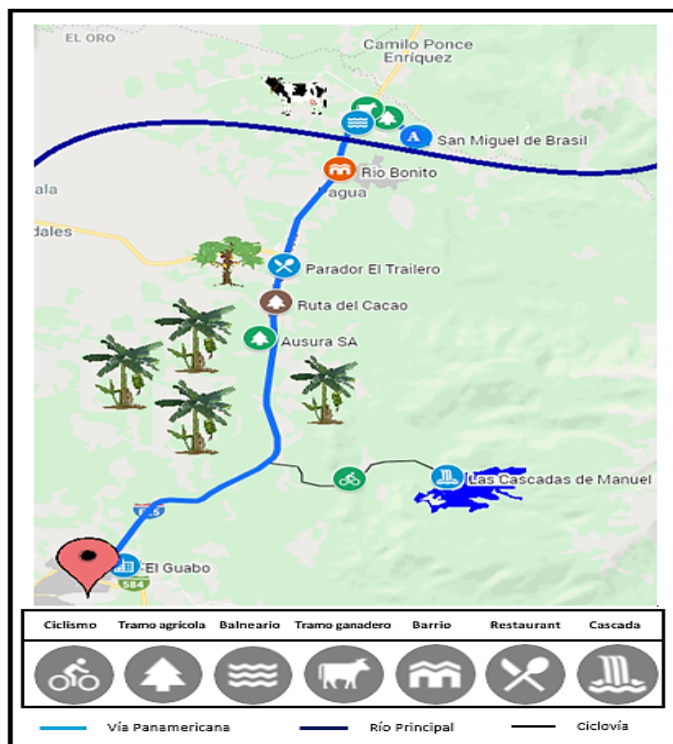 EL ORO
Camilo Ponce
Enríquez
A
San Miguel de Brasil
Rio Bonito
Pagua
ala
dales
Parador El Trailero
Ruta del Cacao
Ausura SA
Las Cascadas de Manuel
E25
El Guabo
584
Ciclismo Tramo agrícola Balneario Tramo ganadero Barrio Restaurant Cascada
Vía Panamericana Río Principal Ciclovía